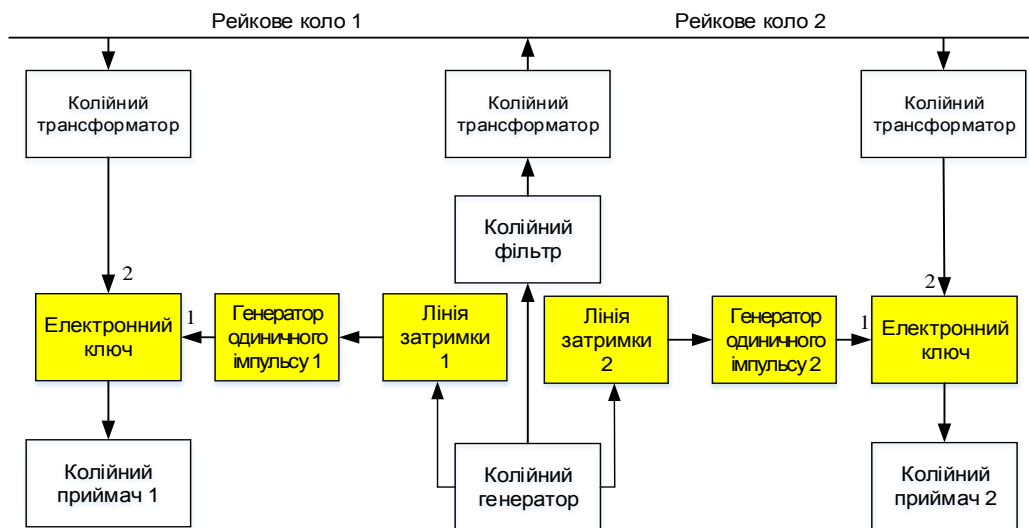 Рейкове коло 1
Рейкове коло 2
Колійний
трансформатор
Колійний
трансформатор
Колійний
трансформатор
Колійний
фільтр
2
2
Електронний
ключ
1
Генератор
одиничного
імпульсу 1
Лінія
затримки
1
Лінія
затримки
2
Генератор
одиничного
імпульсу 2
1
Електронний
ключ
Колійний
приймач 1
Колійний
генератор
Колійний
приймач 2